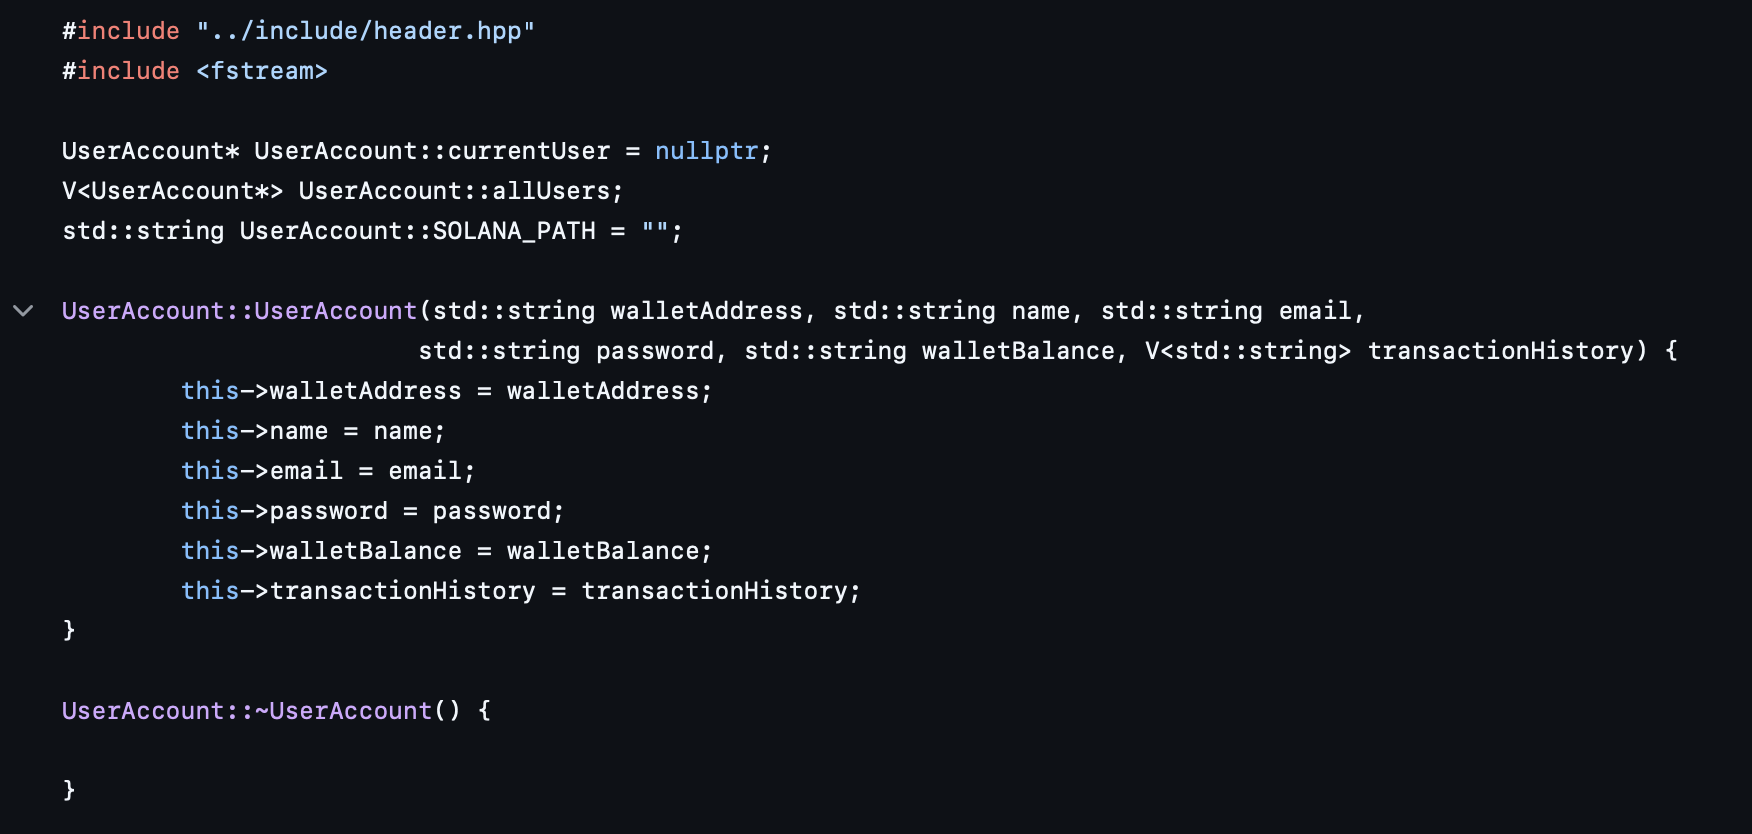 #include "../include/header.hpp"
#include <fstream>
UserAccount* UserAccount::currentUser = nullptr;
V<UserAccount*> UserAccount::allUsers;
std::string UserAccount::SOLANA_PATH = "";
UserAccount::UserAccount(std::string walletAddress, std::string name, std::string email,
std::string password, std::string walletBalance, V<std::string> transactionHistory) {
this->walletAddress = walletAddress;
this->name = name;
this->email = email;
this->password = password;
this->walletBalance = walletBalance;
this->transactionHistory = transactionHistory;
}
UserAccount::~UserAccount() {
}